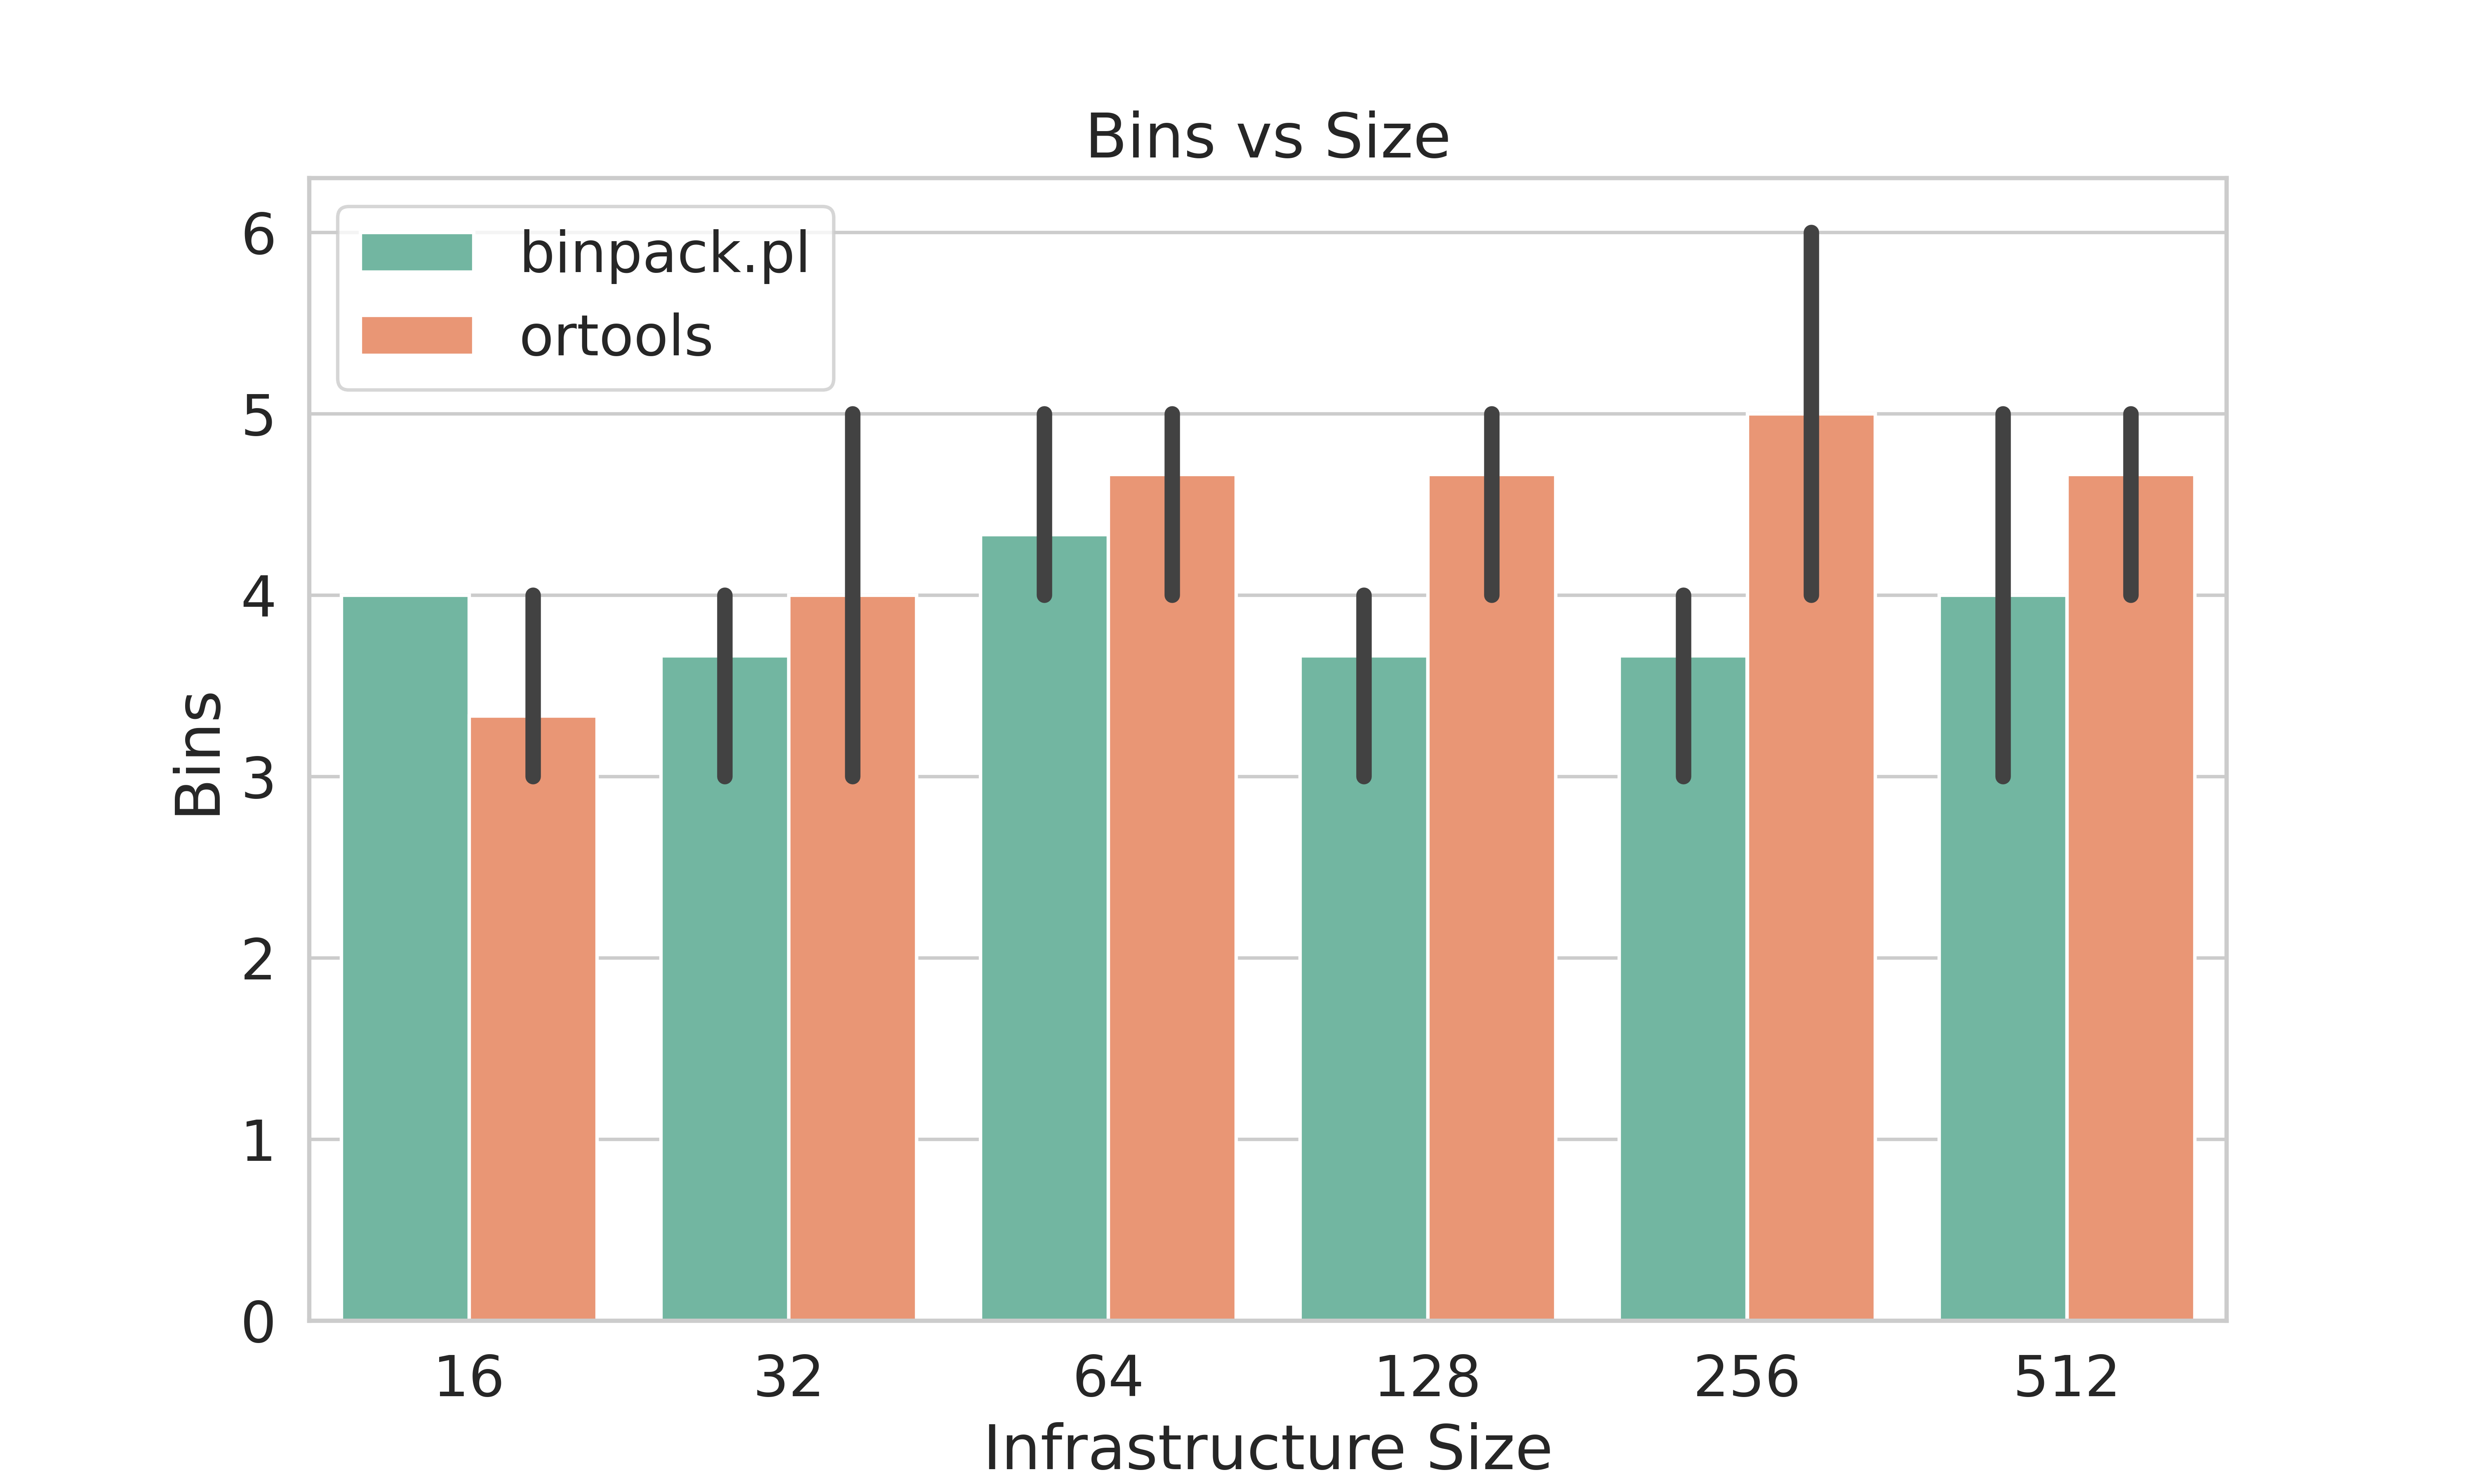 Bins vs Size
binpack.pl
ortools
6
5
4
3
2
1
0
Bins
16 32 64 128 256 512
Infrastructure Size